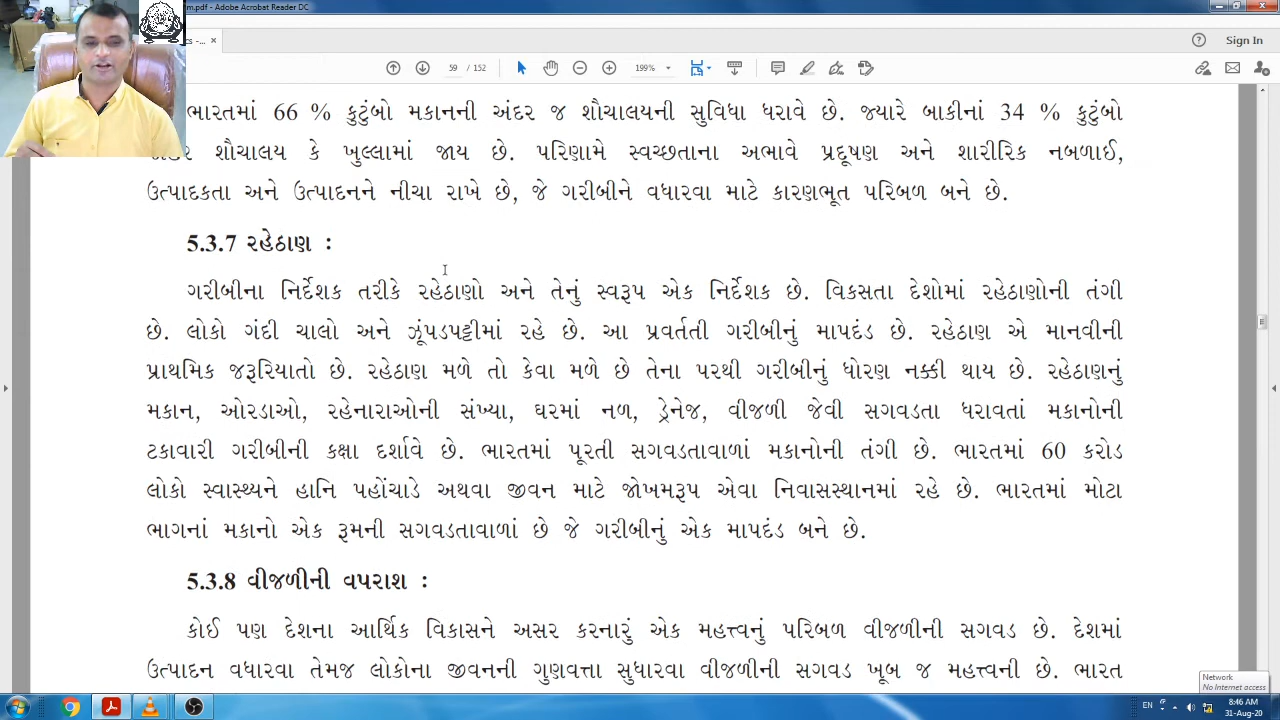 m.pdf - Adobe Acrobat Reader DC
cs -... ×
Sign In
59 / 152
199%
ભારતમાં 66 % કુટુંબો મકાનની અંદર જ શૌચાલયની સુવિધા ધરાવે છે. જ્યારે બાકીનાં 34 % કુટુંબો
શૌચાલય કે ખુલ્લામાં જાય છે. પરિણામે સ્વચ્છતાના અભાવે પ્રદૂષણ અને શારીરિક નબળાઈ,
ઉત્પાદકતા અને ઉત્પાદનને નીચા રાખે છે, જે ગરીબીને વધારવા માટે કારણભૂત પરિબળ બને છે.
5.3.7 રહેઠાણ :
ગરીબીના નિર્દેશક તરીકે રહેઠાણો અને તેનું સ્વરૂપ એક નિર્દેશક છે. વિકસતા દેશોમાં રહેઠાણોની તંગી
છે. લોકો ગંદી ચાલો અને ઝૂંપડપટ્ટીમાં રહે છે. આ પ્રવર્તતી ગરીબીનું માપદંડ છે. રહેઠાણ એ માનવીની
પ્રાથમિક જરૂરિયાતો છે. રહેઠાણ મળે તો કેવા મળે છે તેના પરથી ગરીબીનું ધોરણ નક્કી થાય છે. રહેઠાણનું
મકાન, ઓરડાઓ, રહેનારાઓની સંખ્યા, ઘરમાં નળ, ડ્રેનેજ, વીજળી જેવી સગવડતા ધરાવતાં મકાનોની
ટકાવારી ગરીબીની કક્ષા દર્શાવે છે. ભારતમાં પૂરતી સગવડતાવાળાં મકાનોની તંગી છે. ભારતમાં 60 કરોડ
લોકો સ્વાસ્થ્યને હાનિ પહોંચાડે અથવા જીવન માટે જોખમરૂપ એવા નિવાસસ્થાનમાં રહે છે. ભારતમાં મોટા
ભાગનાં મકાનો એક રૂમની સગવડતાવાળાં છે જે ગરીબીનું એક માપદંડ બને છે.
5.3.8 વીજળીની વપરાશ :
કોઈ પણ દેશના આર્થિક વિકાસને અસર કરનારું એક મહત્ત્વનું પરિબળ વીજળીની સગવડ છે. દેશમાં
ઉત્પાદન વધારવા તેમજ લોકોના જીવનની ગુણવત્તા સુધારવા વીજળીની સગવડ ખૂબ જ મહત્ત્વની છે. ભારત
Network
No Internet access
EN
8:46 AM
31-Aug-20